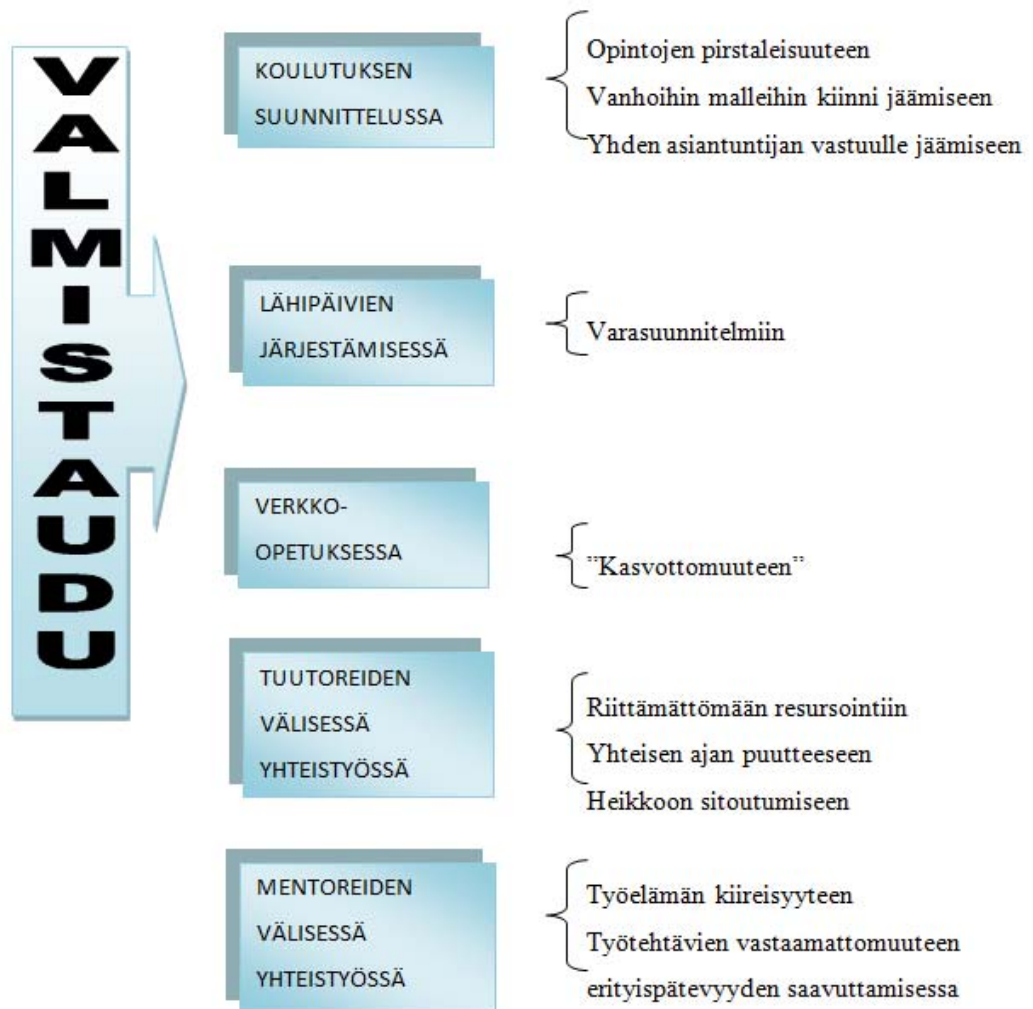 VALMISTAUDU
KOULUTUKSEN
SUUNNITTELUSSA
Opintojen pirstaleisuuteen
Vanhoihin malleihin kiinni jäämiseen
Yhden asiantuntijan vastuulle jäämiseen
LÄHIPÄIVIEN
JÄRJESTÄMISESSÄ
Varasuunnitelmiin
VERKKO-
OPETUKSESSA
”Kasvottomuuteen”
TUUTOREIDEN
VÄLISESSÄ
YHTEISTYÖSSÄ
Riittämättömään resursointiin
Yhteisen ajan puutteeseen
Heikkoon sitoutumiseen
MENTOREIDEN
VÄLISESSÄ
YHTEISTYÖSSÄ
Työelämän kiireisyyteen
Työtehtävien vastaamattomuuteen
erityispätevyyden saavuttamisessa